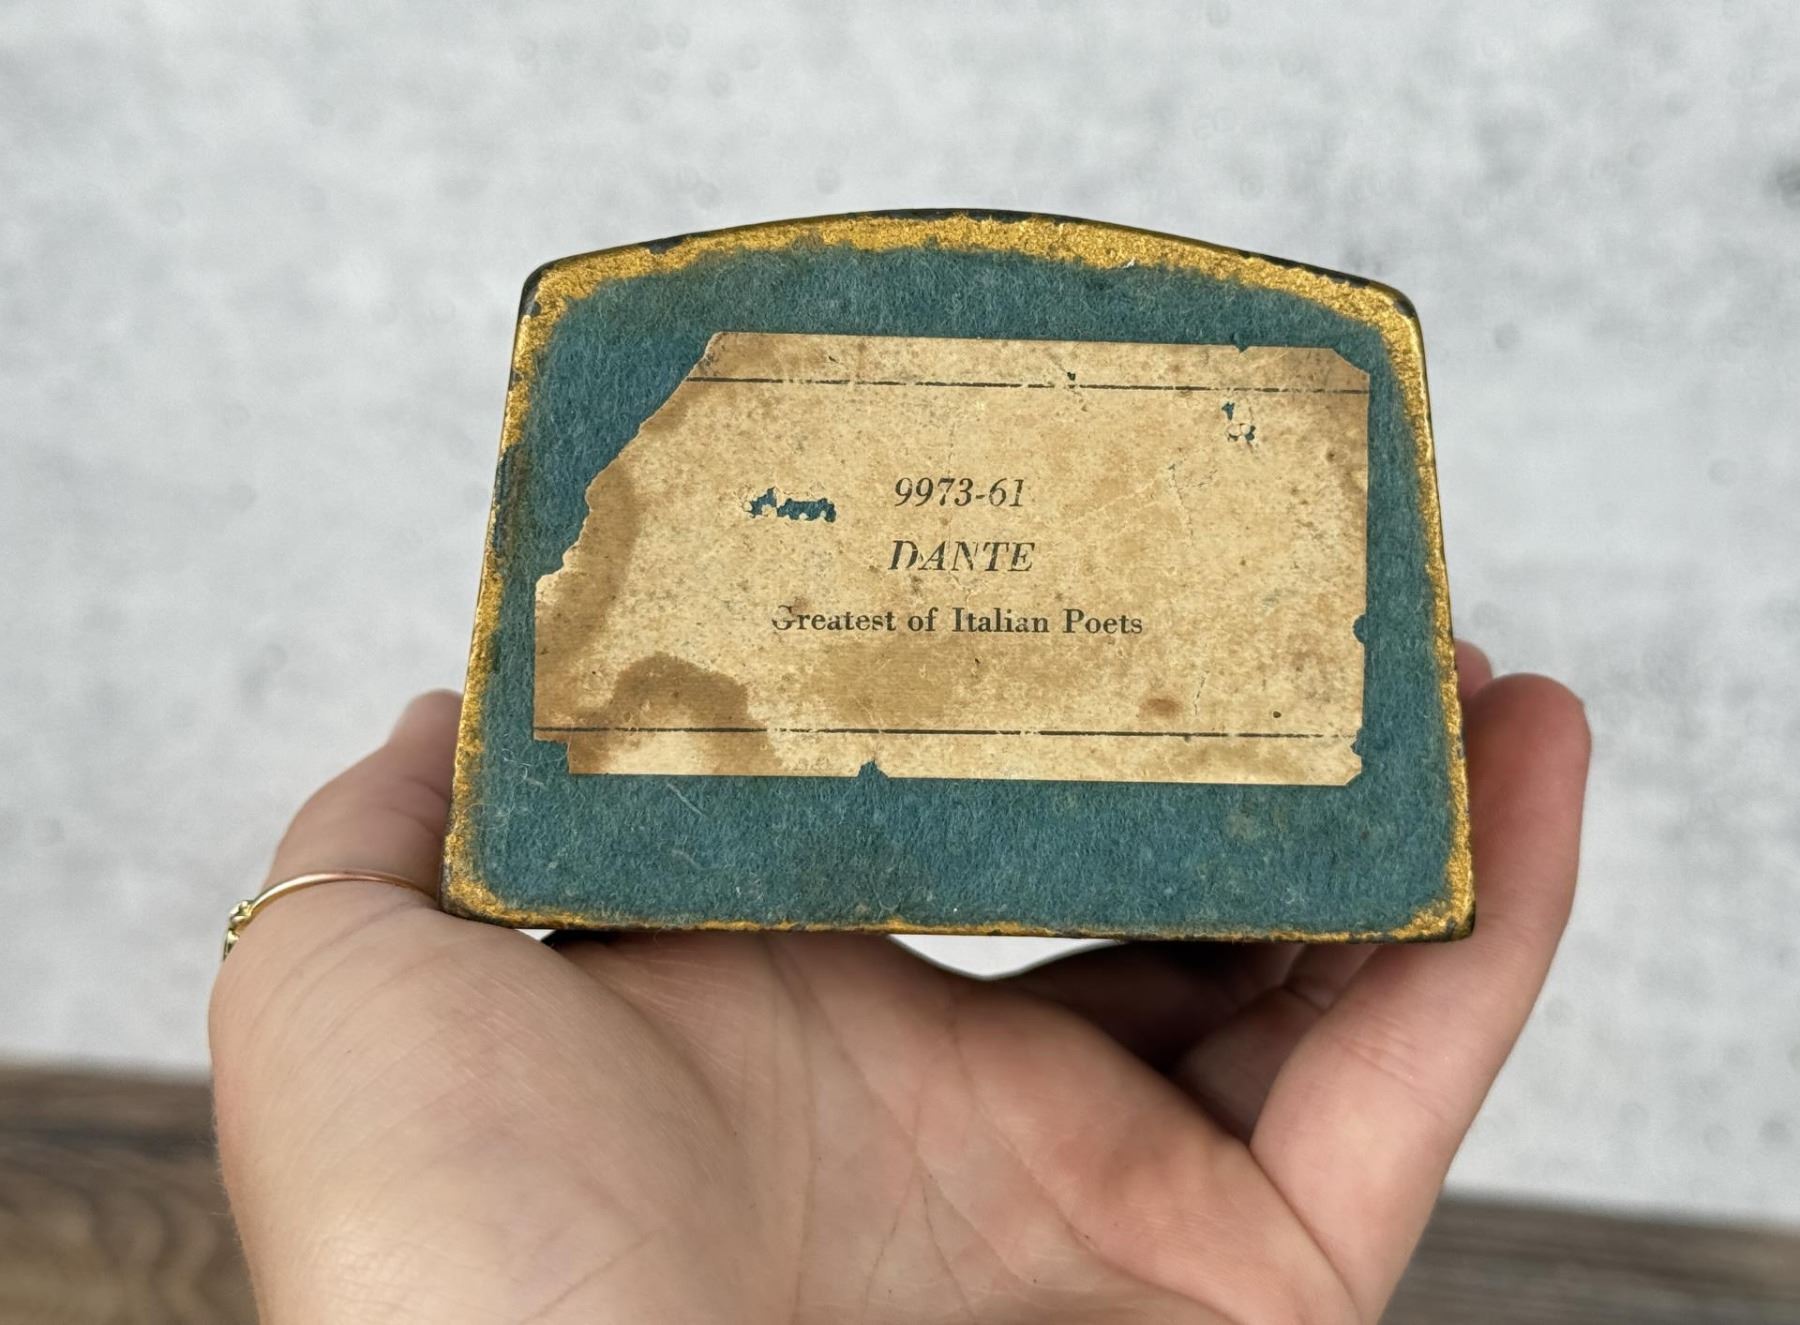 9973-61
DANTE
Greatest of Italian Poets